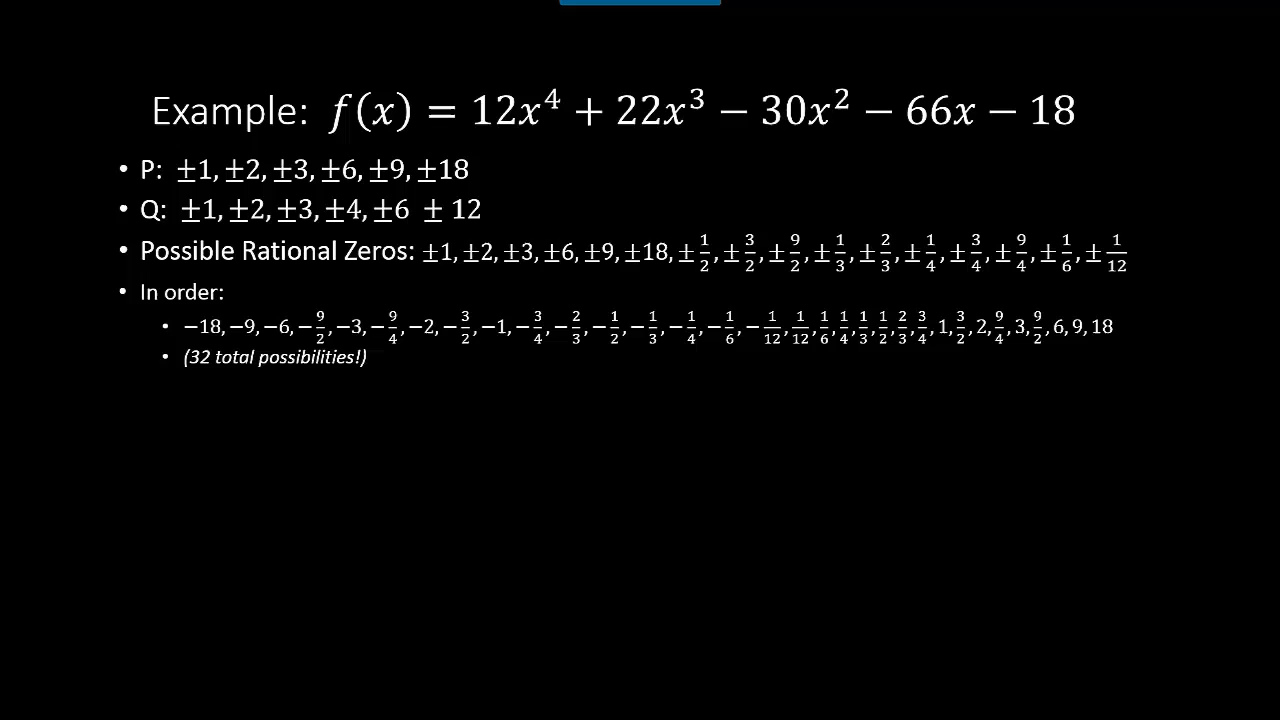 Example: f(x) = 12x⁴ + 22x³ − 30x² − 66x − 18
• P: ±1, ±2, ±3, ±6, ±9, ±18
• Q: ±1, ±2, ±3, ±4, ±6 ± 12
• Possible Rational Zeros: ±1, ±2, ±3, ±6, ±9, ±18, ±1/2, ±3/2, ±9/2, ±1/3, ±2/3, ±1/4, ±3/4, ±9/4, ±1/6, ±1/12
• In order:
• −18, −9, −6, −9/2, −3, −9/4, −2, −3/2, −1, −3/4, −2/3, −1/2, −1/3, −1/4, −1/6, −1/12, 1/12, 1/6, 1/4, 1/3, 1/2, 2/3, 3/4, 1, 3/2, 2, 9/4, 3, 9/2, 6, 9, 18
• (32 total possibilities!)